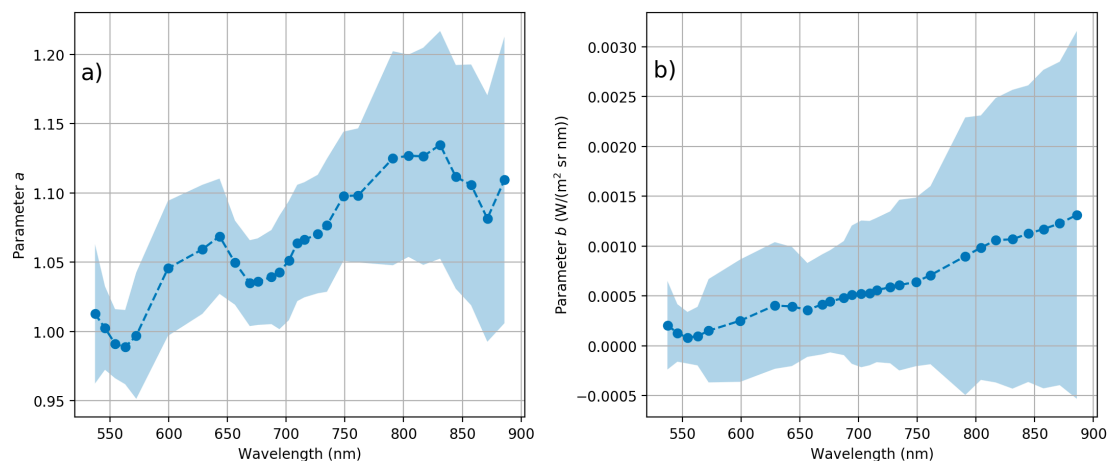 a)
1.20
1.15
1.10
1.05
1.00
0.95
Parameter a
550 600 650 700 750 800 850 900
Wavelength (nm)
b)
0.0030
0.0025
0.0020
0.0015
0.0010
0.0005
0.0000
−0.0005
Parameter b (W/(m² sr nm))
550 600 650 700 750 800 850 900
Wavelength (nm)